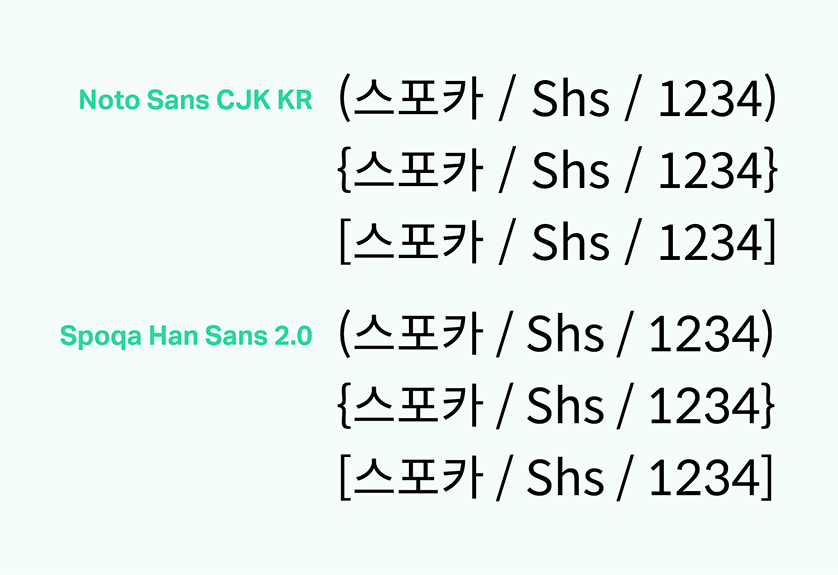 Noto Sans CJK KR (스포카 / Shs / 1234)
{스포카 / Shs / 1234}
[스포카 / Shs / 1234]
Spoqa Han Sans 2.0 (스포카 / Shs / 1234)
{스포카 / Shs / 1234}
[스포카 / Shs / 1234]